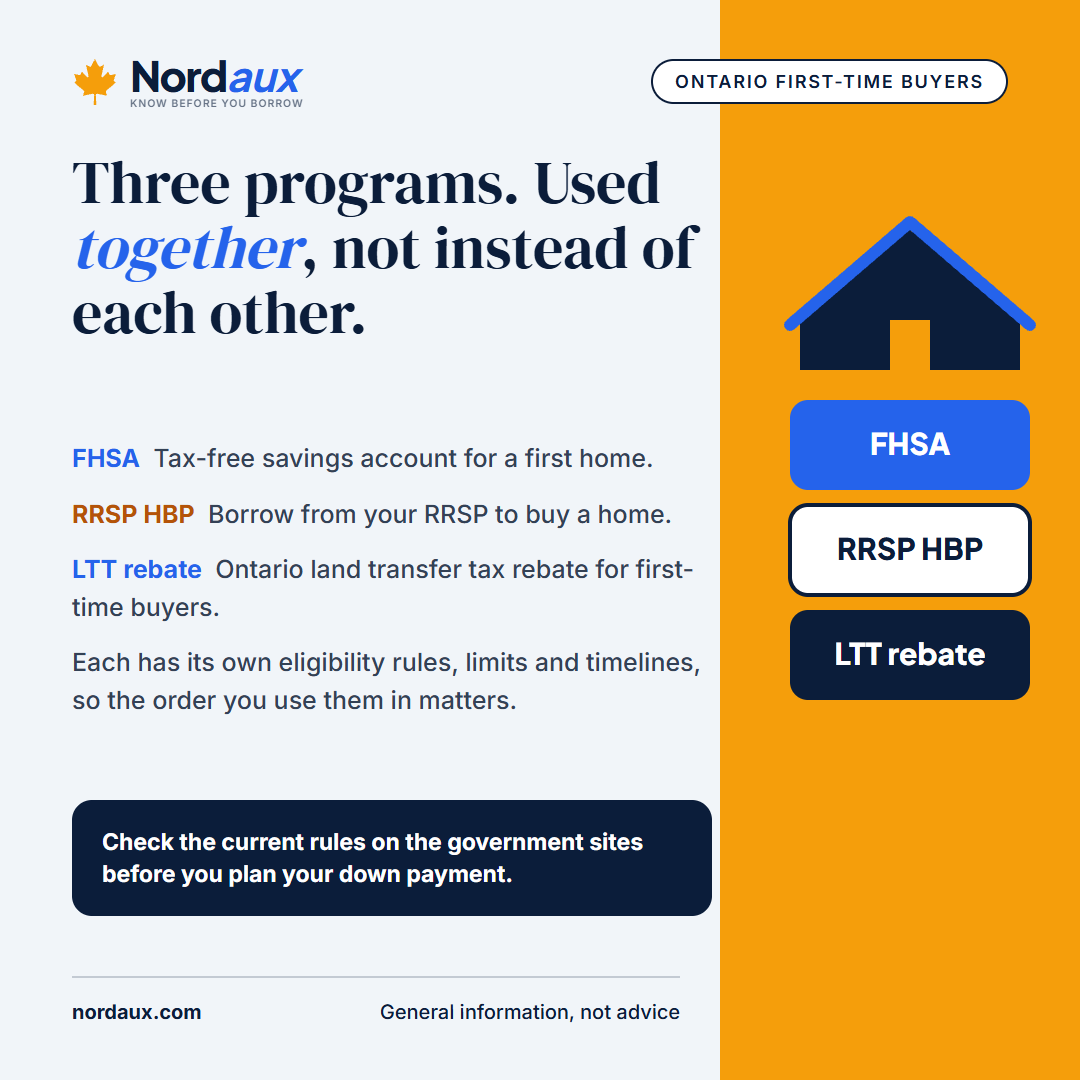 Nordaux
KNOW BEFORE YOU BORROW
ONTARIO FIRST-TIME BUYERS
Three programs. Used
together, not instead of
each other.
FHSA Tax-free savings account for a first home.
RRSP HBP Borrow from your RRSP to buy a home.
LTT rebate Ontario land transfer tax rebate for first-
time buyers.
Each has its own eligibility rules, limits and timelines,
so the order you use them in matters.
FHSA
RRSP HBP
LTT rebate
Check the current rules on the government sites
before you plan your down payment.
nordaux.com
General information, not advice